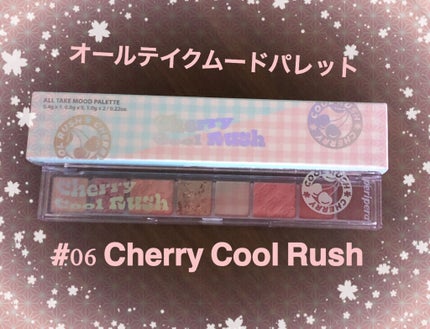 オールテイクムードパレット
ALL TAKE MOOD PALETTE
Cherry
Cool Rush
Cherry
Cool Rush
peripera
#06 Cherry Cool Rush